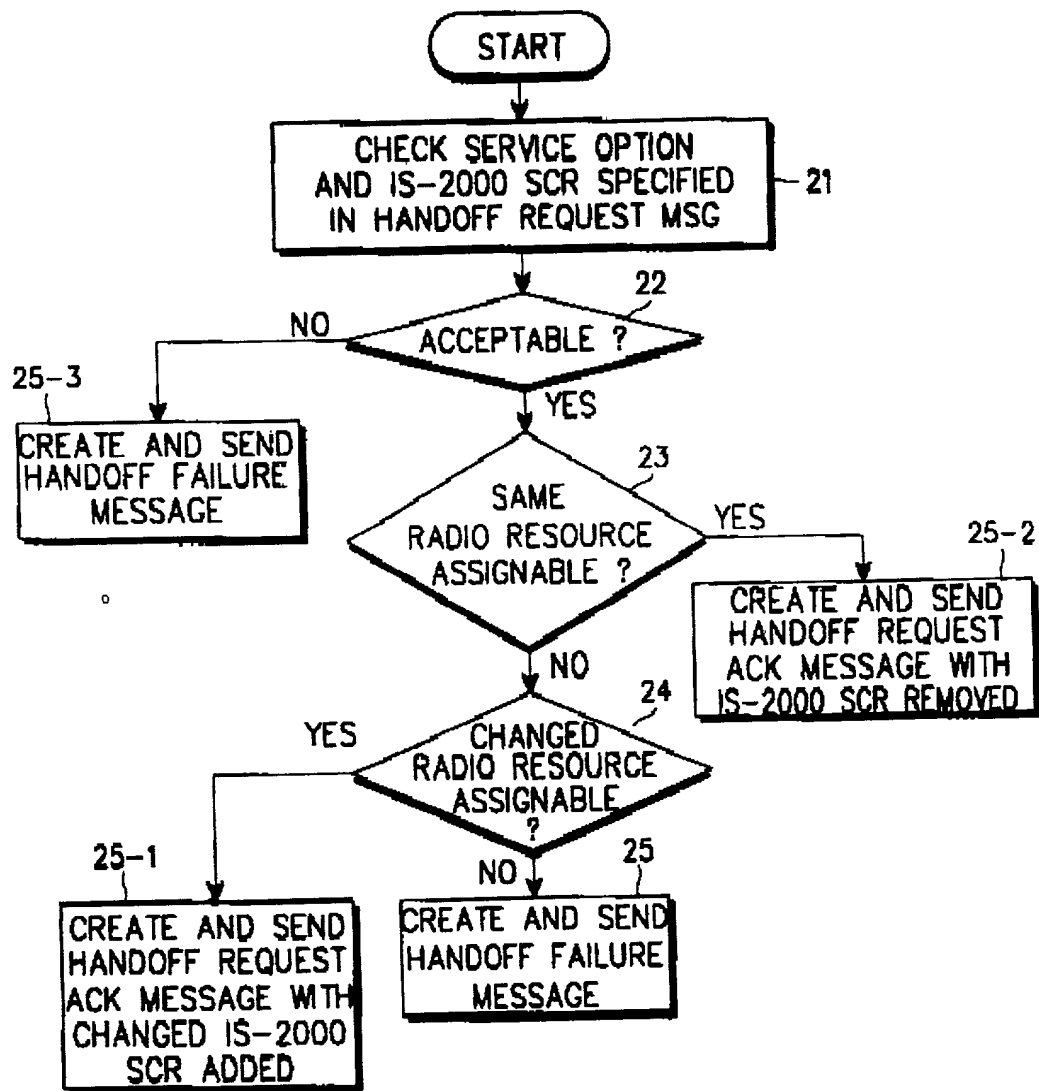 START
CHECK SERVICE OPTION
AND IS-2000 SCR SPECIFIED
IN HANDOFF REQUEST MSG
21
22
NO
ACCEPTABLE ?
25-3
YES
CREATE AND SEND
HANDOFF FAILURE
MESSAGE
23
SAME
RADIO RESOURCE
ASSIGNABLE ?
YES
25-2
CREATE AND SEND
HANDOFF REQUEST
ACK MESSAGE WITH
IS-2000 SCR REMOVED
NO
24
YES
CHANGED
RADIO RESOURCE
ASSIGNABLE
?
25-1
NO
25
CREATE AND SEND
HANDOFF REQUEST
ACK MESSAGE WITH
CHANGED IS-2000
SCR ADDED
CREATE AND SEND
HANDOFF FAILURE
MESSAGE